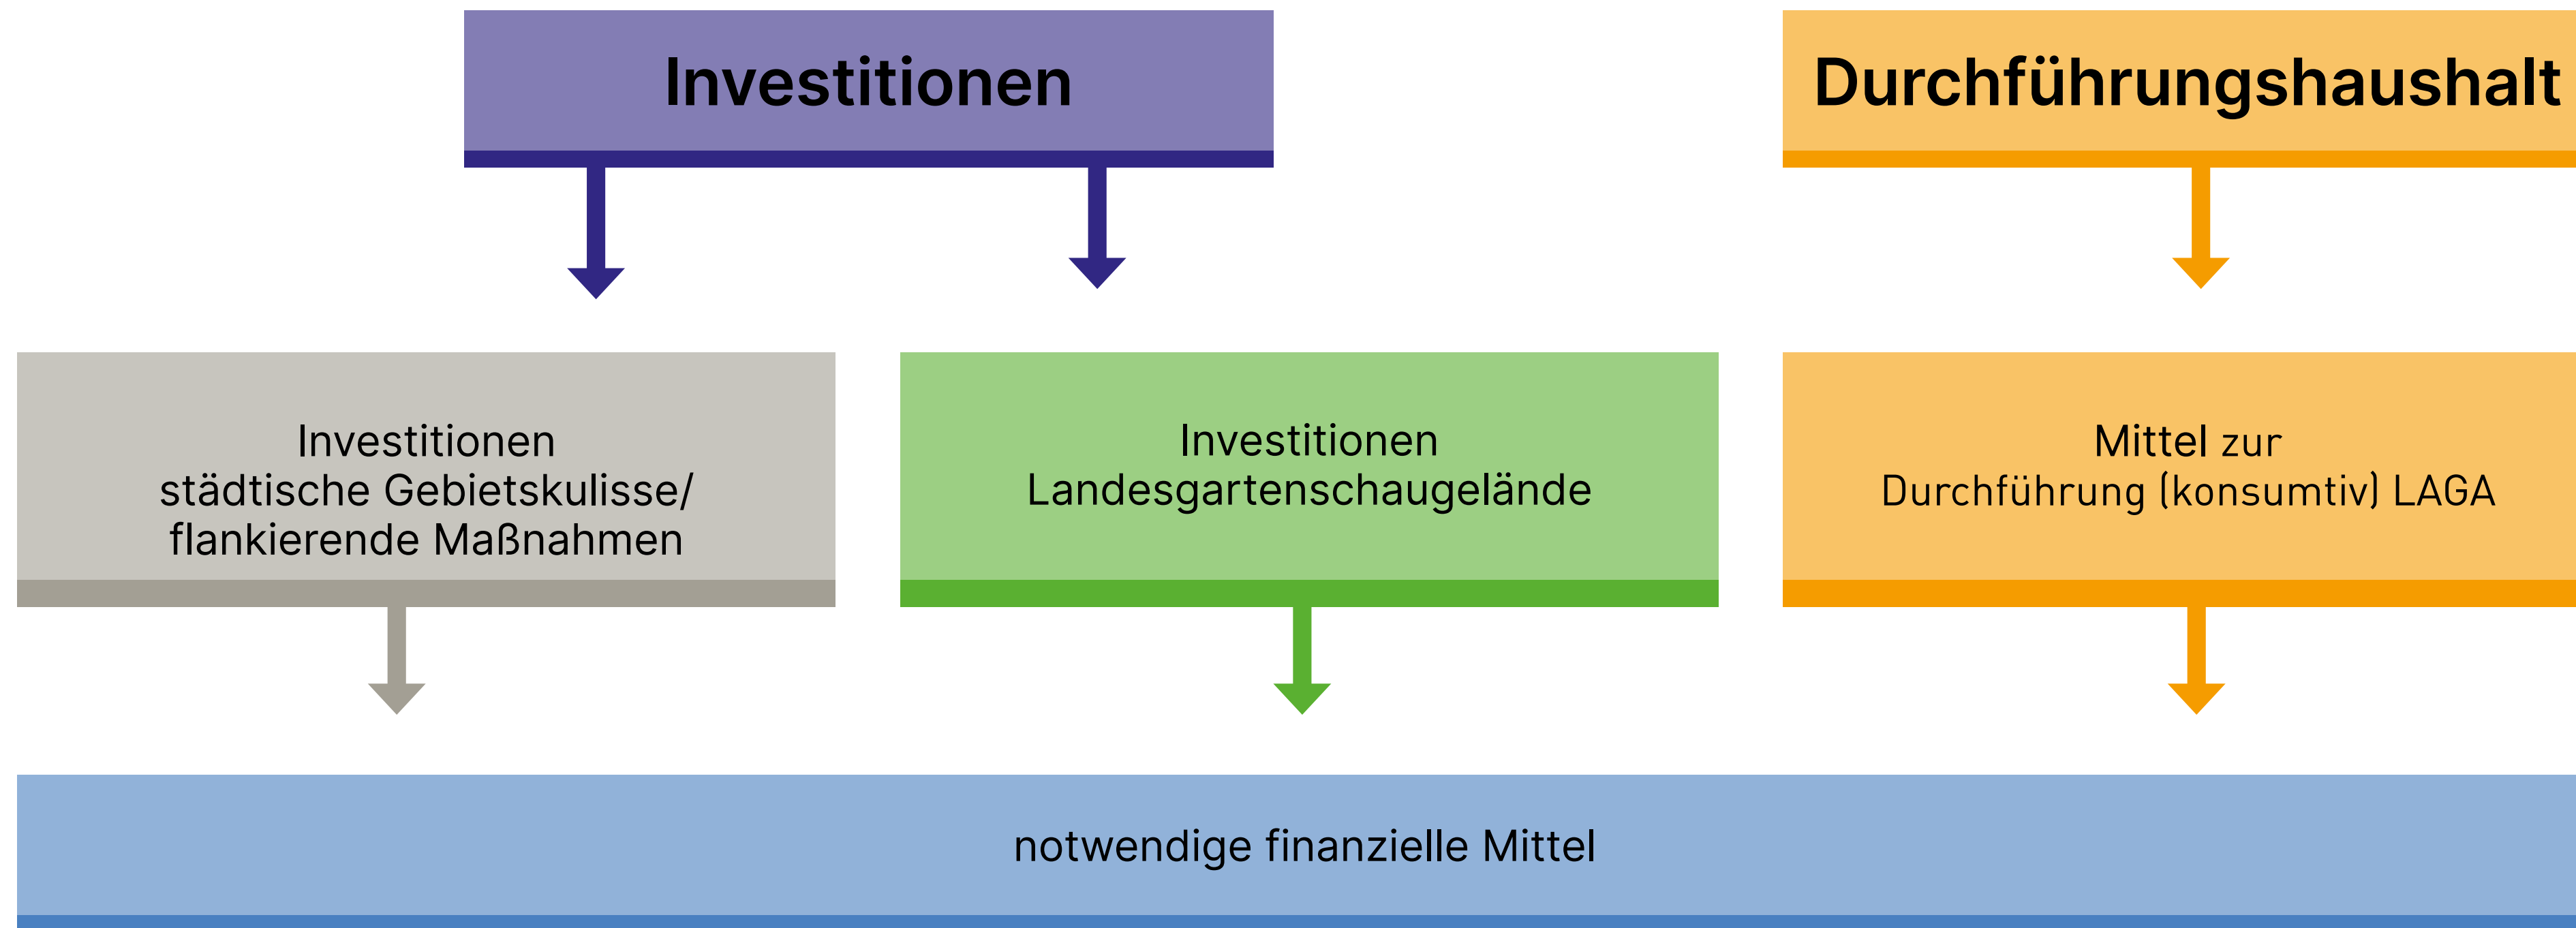 Investitionen
Durchführungshaushalt
Investitionen
städtische Gebietskulisse/
flankierende Maßnahmen
Investitionen
Landesgartenschaugelände
Mittel zur
Durchführung (konsumtiv) LAGA
notwendige finanzielle Mittel